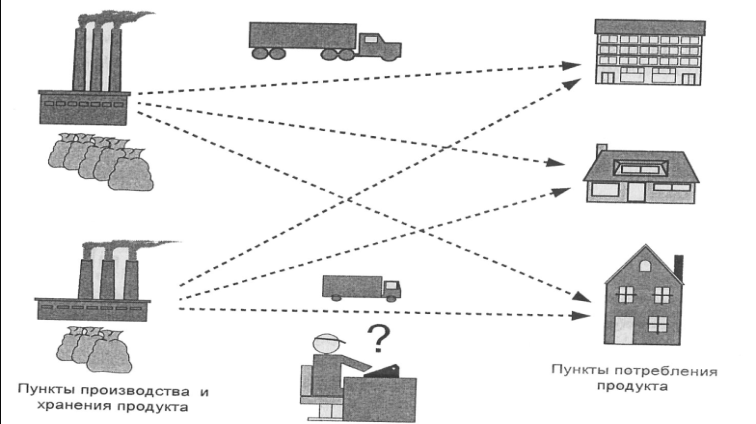 ?
Пункты производства и
хранения продукта
Пункты потребления
продукта